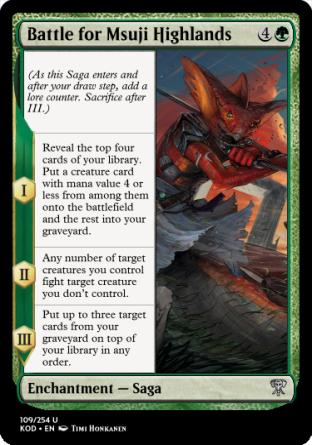 Battle for Msuji Highlands 4
(As this Saga enters and
after your draw step, add a
lore counter. Sacrifice after
III.)
I
Reveal the top four
cards of your library.
Put a creature card
with mana value 4 or
less from among them
onto the battlefield
and the rest into your
graveyard.
II
Any number of target
creatures you control
fight target creature
you don't control.
III
Put up to three target
cards from your
graveyard on top of
your library in any
order.
Enchantment — Saga
109/254 U
KOD • EN Timi Honkanen